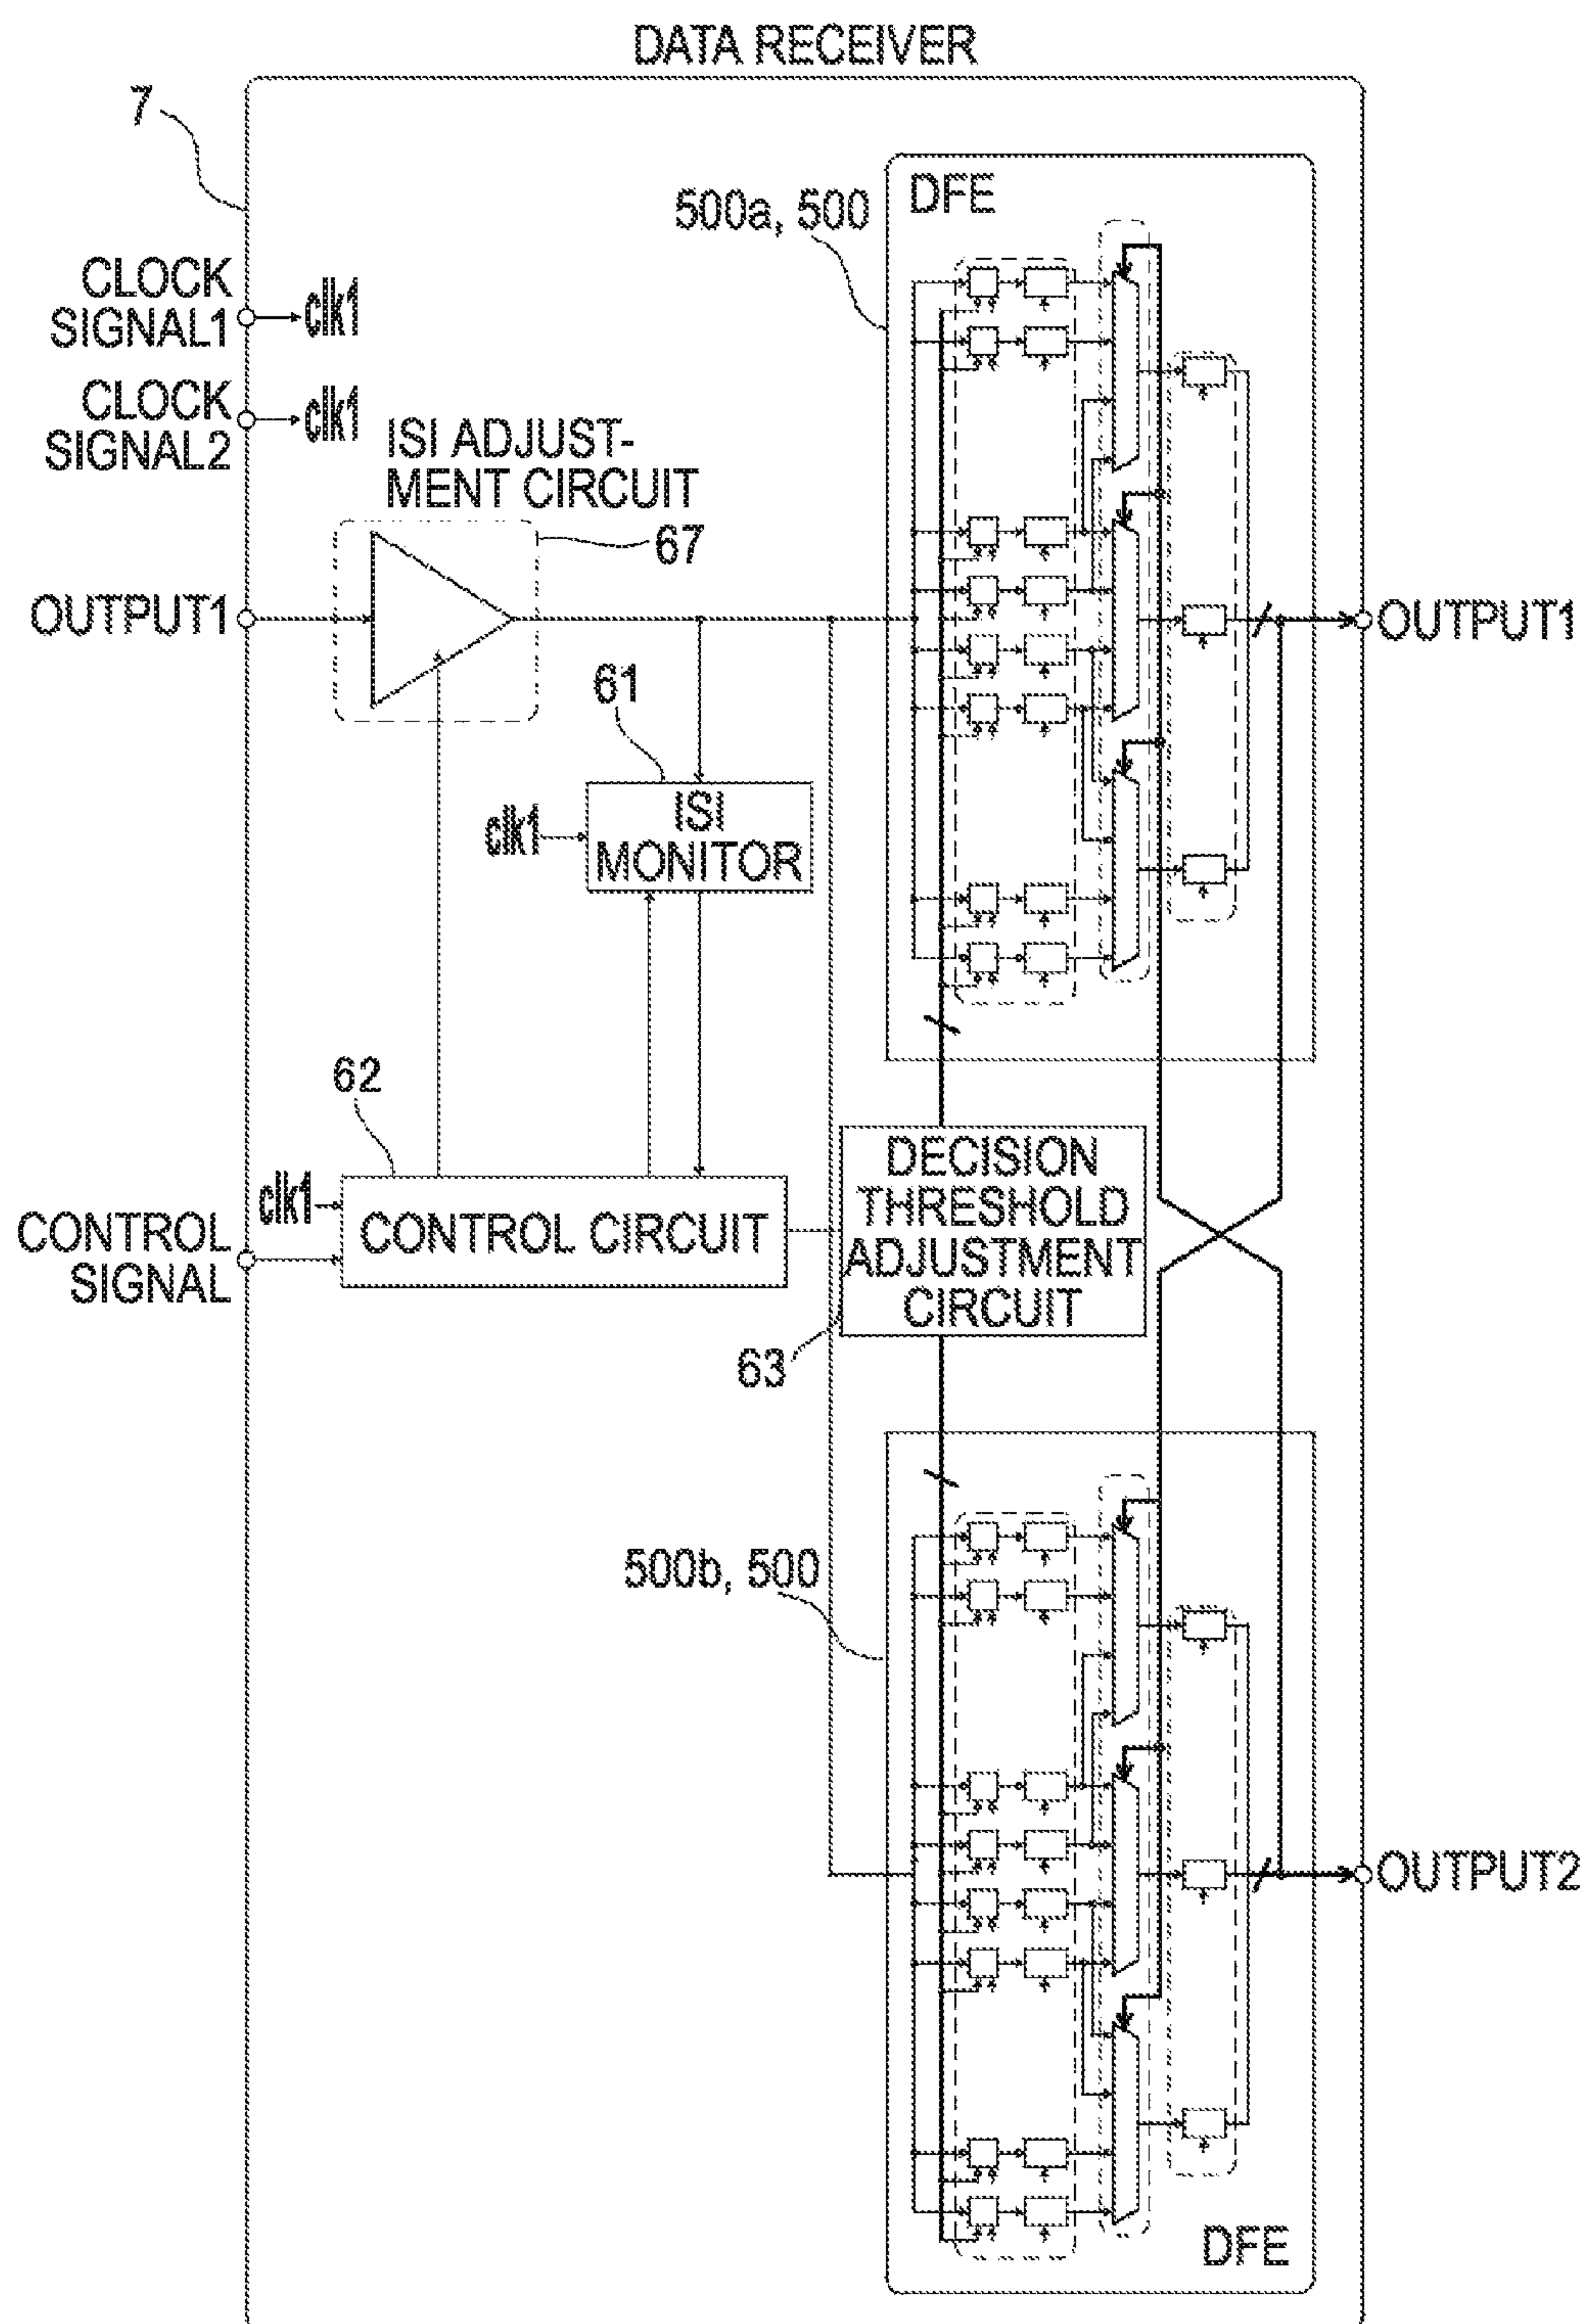 DATA RECEIVER
7
DFE
500a, 500
CLOCK
SIGNAL1
clk1
CLOCK
SIGNAL2
clk1
ISI ADJUST-
MENT CIRCUIT
67
OUTPUT1
OUTPUT1
61
clk1
ISI
MONITOR
62
clk1
CONTROL CIRCUIT
CONTROL
SIGNAL
DECISION
THRESHOLD
ADJUSTMENT
CIRCUIT
63
500b, 500
OUTPUT2
DFE